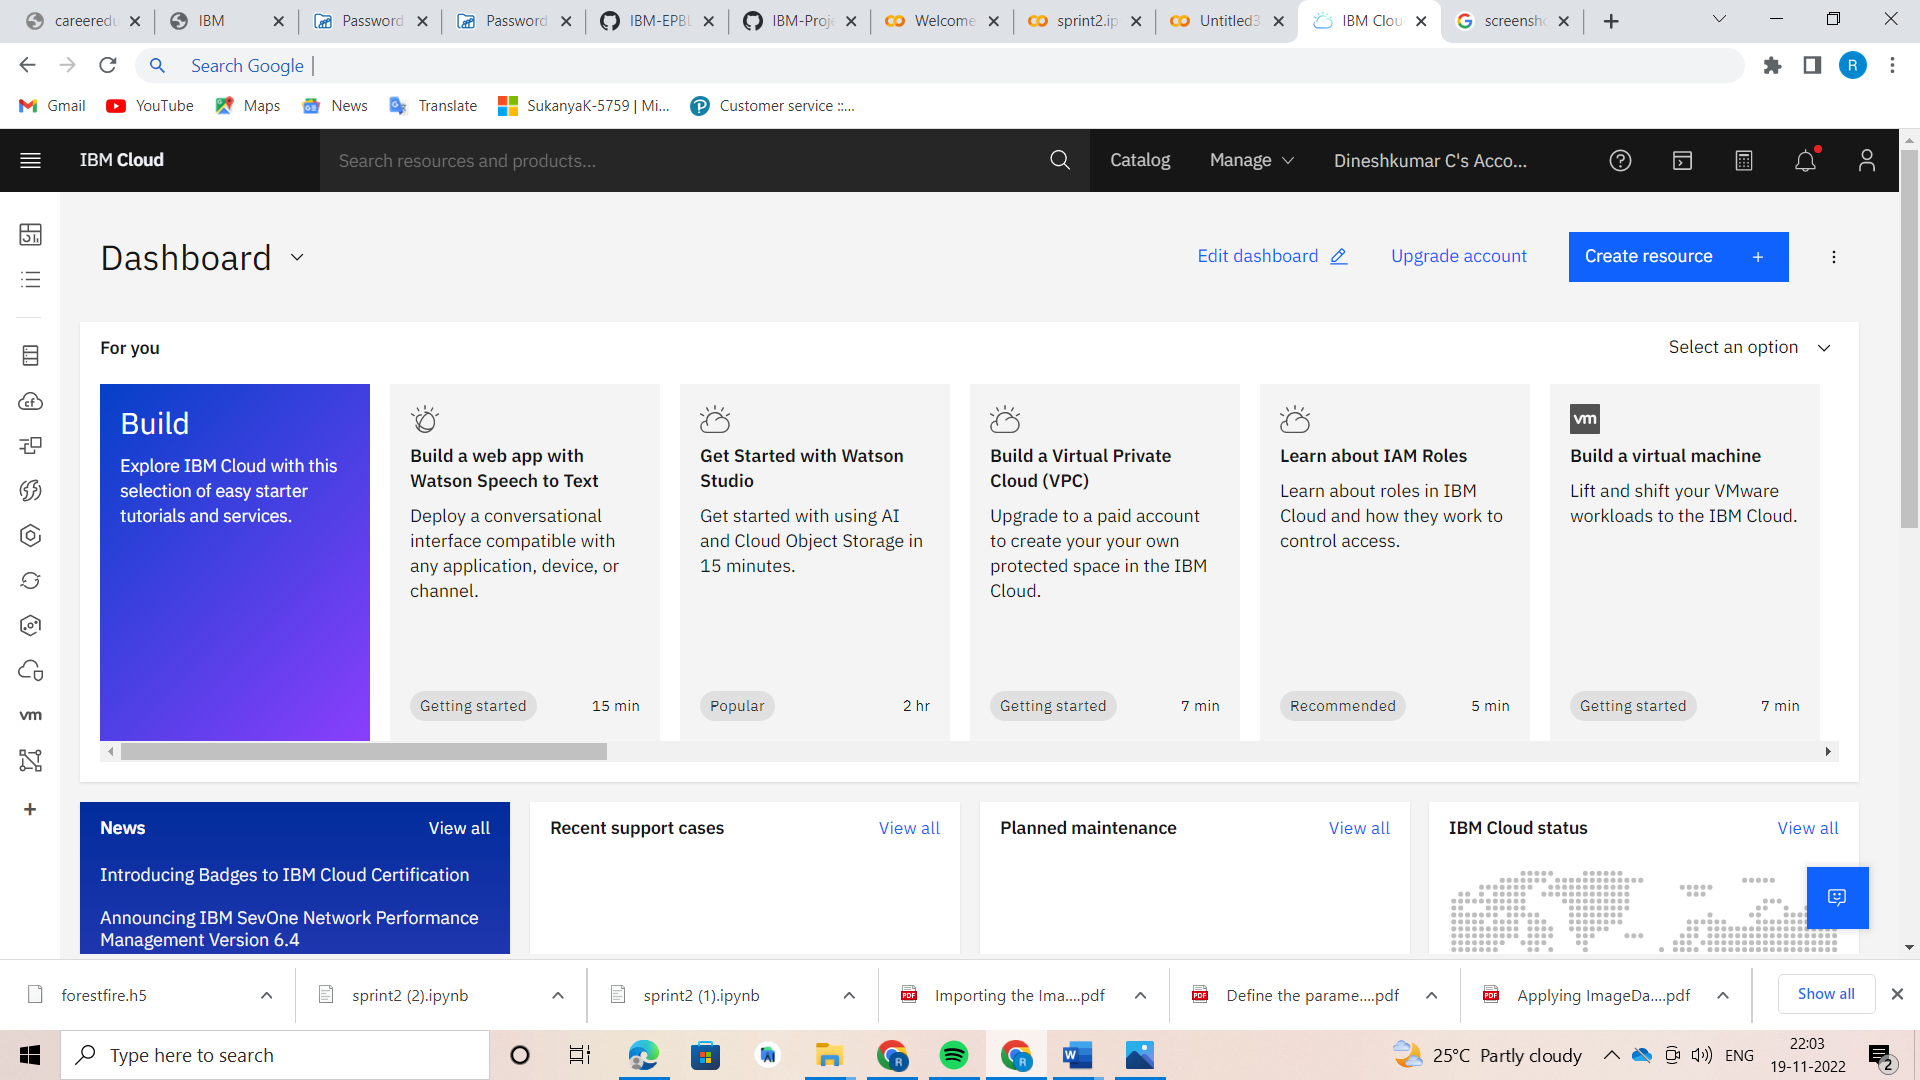 careeredu
IBM
Password
Password
IBM-EPBL
IBM-Proje
Welcome
sprint2.ip
Untitled3
IBM Clou
screensho
Search Google
R
Gmail
YouTube
Maps
News
Translate
SukanyaK-5759 | Mi...
Customer service ::...
IBM Cloud
Search resources and products...
Catalog
Manage
Dineshkumar C's Acco...
Dashboard
Edit dashboard
Upgrade account
Create resource +
For you
Select an option
Build
Explore IBM Cloud with this
selection of easy starter
tutorials and services.
Build a web app with
Watson Speech to Text
Deploy a conversational
interface compatible with
any application, device, or
channel.
Getting started
15 min
Get Started with Watson
Studio
Get started with using AI
and Cloud Object Storage in
15 minutes.
Popular
2 hr
Build a Virtual Private
Cloud (VPC)
Upgrade to a paid account
to create your your own
protected space in the IBM
Cloud.
Getting started
7 min
Learn about IAM Roles
Learn about roles in IBM
Cloud and how they work to
control access.
Recommended
5 min
vm
Build a virtual machine
Lift and shift your VMware
workloads to the IBM Cloud.
Getting started
7 min
cf
vm
News
View all
Introducing Badges to IBM Cloud Certification
Announcing IBM SevOne Network Performance
Management Version 6.4
Recent support cases
View all
Planned maintenance
View all
IBM Cloud status
View all
forestfire.h5
sprint2 (2).ipynb
sprint2 (1).ipynb
PDF
Importing the Ima....pdf
PDF
Define the parame....pdf
PDF
Applying ImageDa....pdf
Show all
Type here to search
25°C Partly cloudy
ENG
22:03
19-11-2022
2